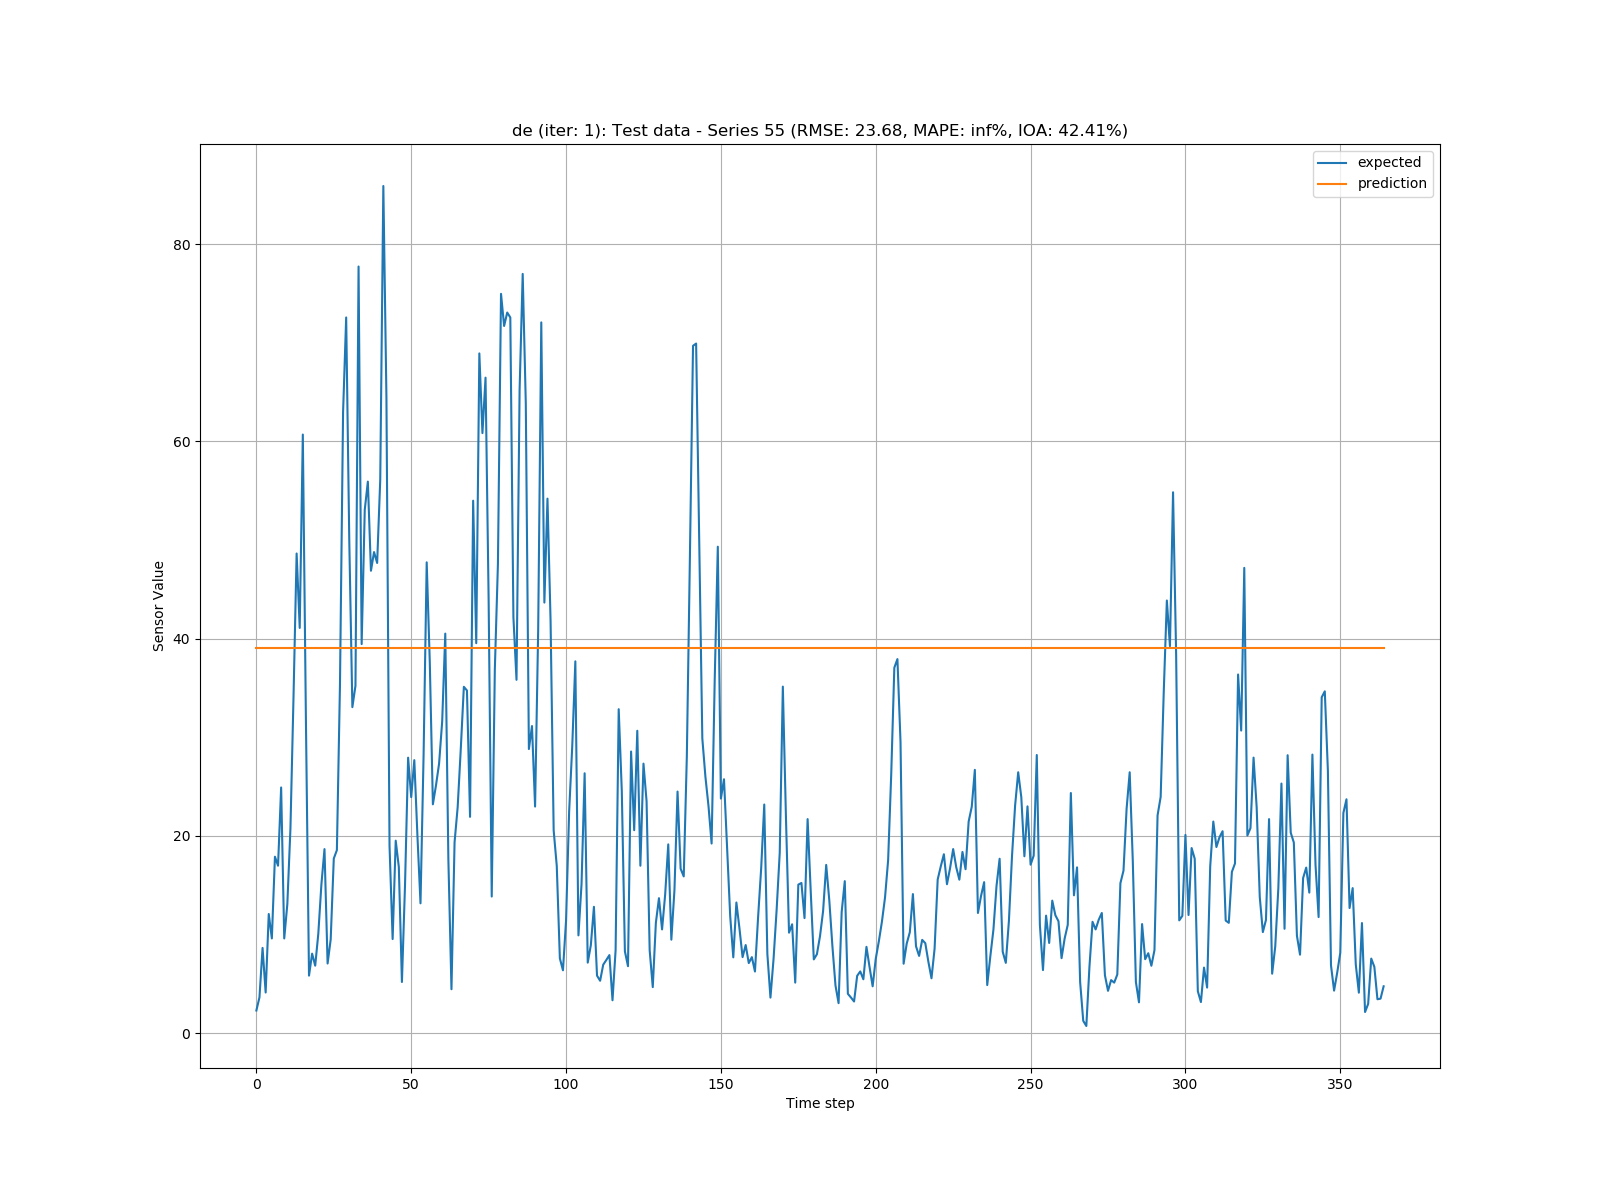 de (iter: 1): Test data - Series 55 (RMSE: 23.68, MAPE: inf%, IOA: 42.41%)
expected
prediction
80
60
40
20
0
Sensor Value
0 50 100 150 200 250 300 350
Time step